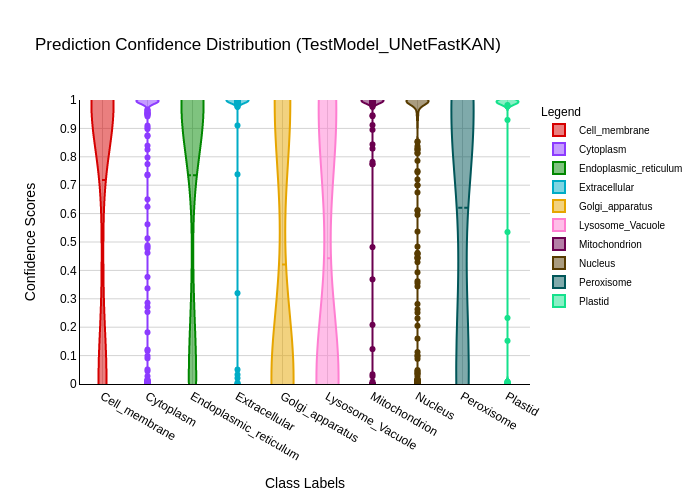 Prediction Confidence Distribution (TestModel_UNetFastKAN)
Legend
Cell_membrane
Cytoplasm
Endoplasmic_reticulum
Extracellular
Golgi_apparatus
Lysosome_Vacuole
Mitochondrion
Nucleus
Peroxisome
Plastid
Confidence Scores
1
0.9
0.8
0.7
0.6
0.5
0.4
0.3
0.2
0.1
0
Cell_membrane
Cytoplasm
Endoplasmic_reticulum
Extracellular
Golgi_apparatus
Lysosome_Vacuole
Mitochondrion
Nucleus
Peroxisome
Plastid
Class Labels